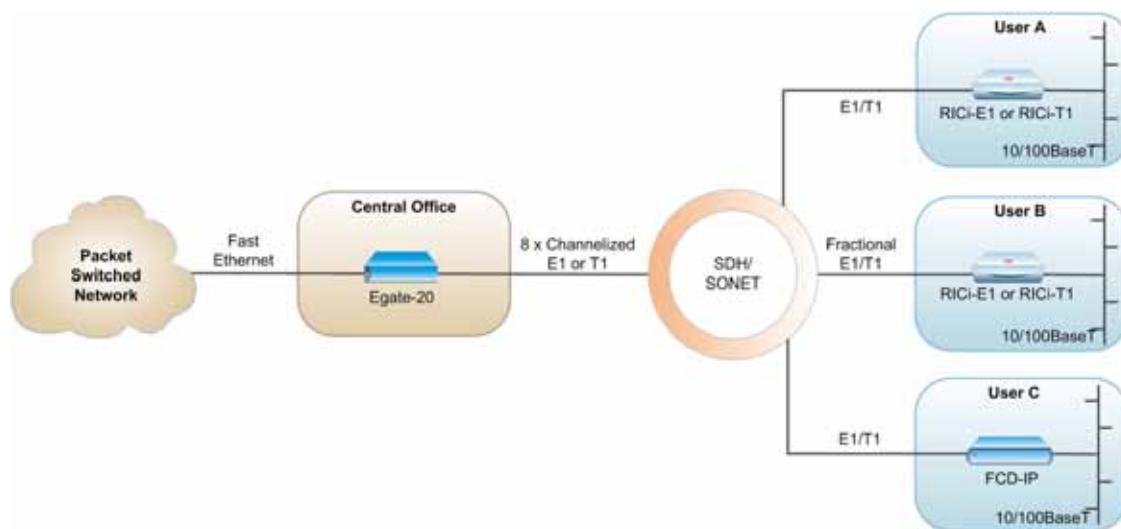 Packet
Switched
Network
Fast
Ethernet
Central Office
Egate-20
8 x Channelized
E1 or T1
SDH/
SONET
E1/T1
User A
RICi-E1 or RICi-T1
10/100BaseT
Fractional
E1/T1
User B
RICi-E1 or RICi-T1
10/100BaseT
E1/T1
User C
FCD-IP
10/100BaseT